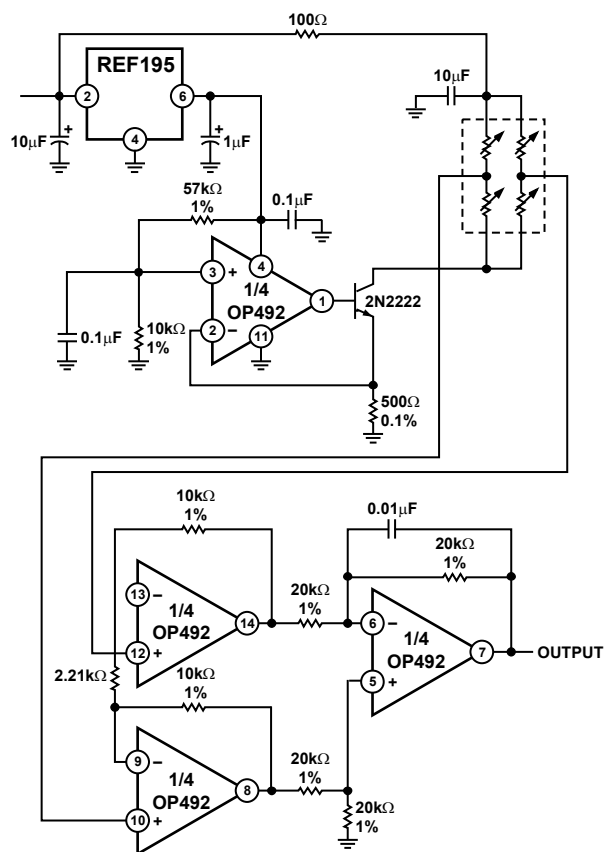 100Ω
REF195
2
6
4
10μF
+
+
1μF
10μF
57kΩ
1%
0.1μF
3
+
4
1/4
OP492
1
2N2222
2
−
11
0.1μF
10kΩ
1%
500Ω
0.1%
10kΩ
1%
0.01μF
20kΩ
1%
13
−
1/4
OP492
14
12
+
20kΩ
1%
6
−
1/4
OP492
7
OUTPUT
5
+
2.21kΩ
10kΩ
1%
9
−
1/4
OP492
8
10
+
20kΩ
1%
20kΩ
1%